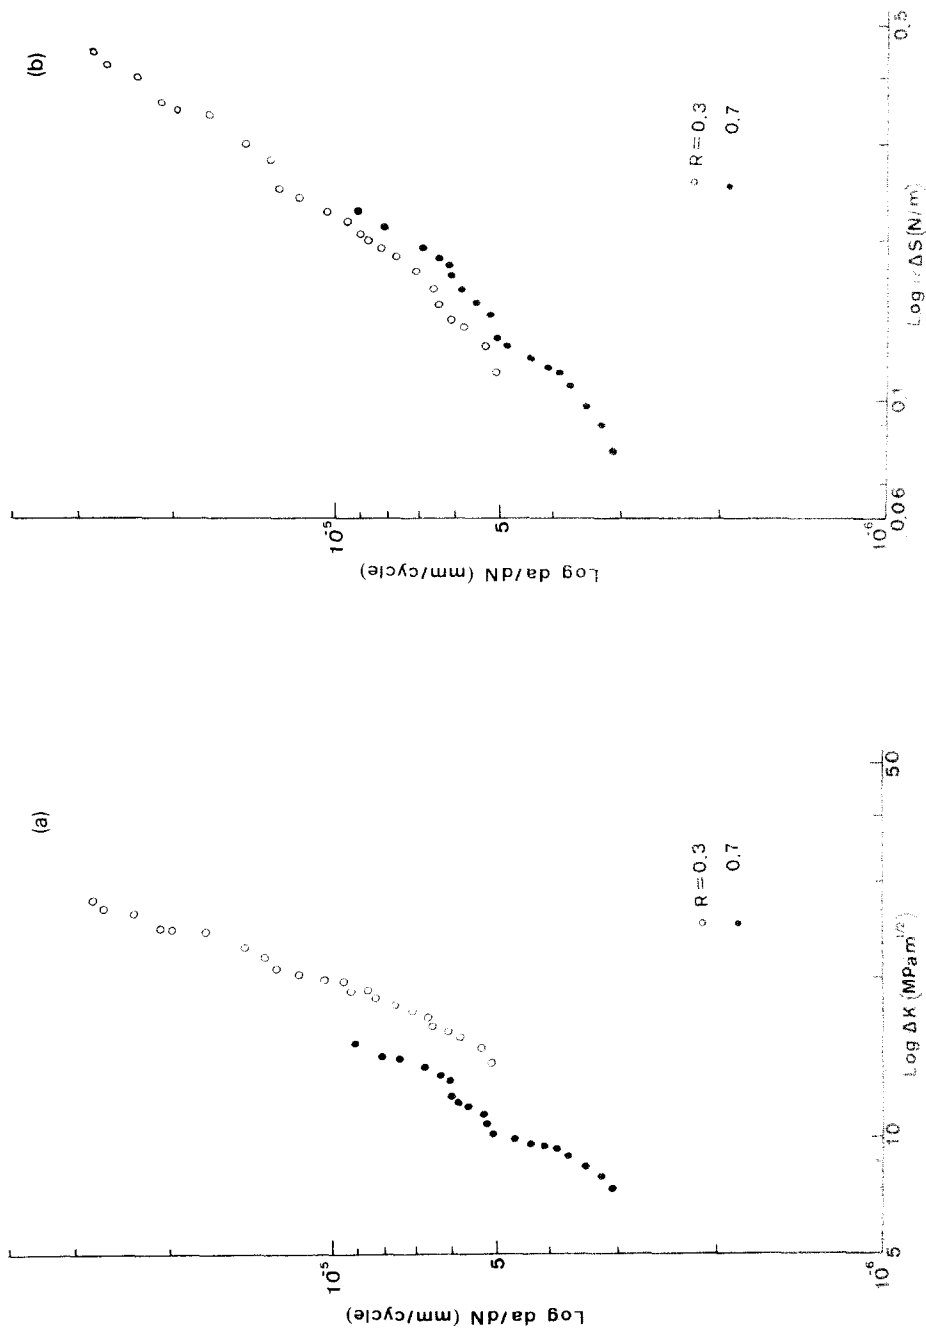 (a)
Log da/dN (mm/cycle)
10⁻⁵
5
10⁻⁶
5
10
50
Log ΔK (MPam¹/²)
R=0.3
0.7
(b)
Log da/dN (mm/cycle)
10⁻⁵
5
10⁻⁶
0.06
0.1
0.5
ΔS (N/m)
R=0.3
0.7